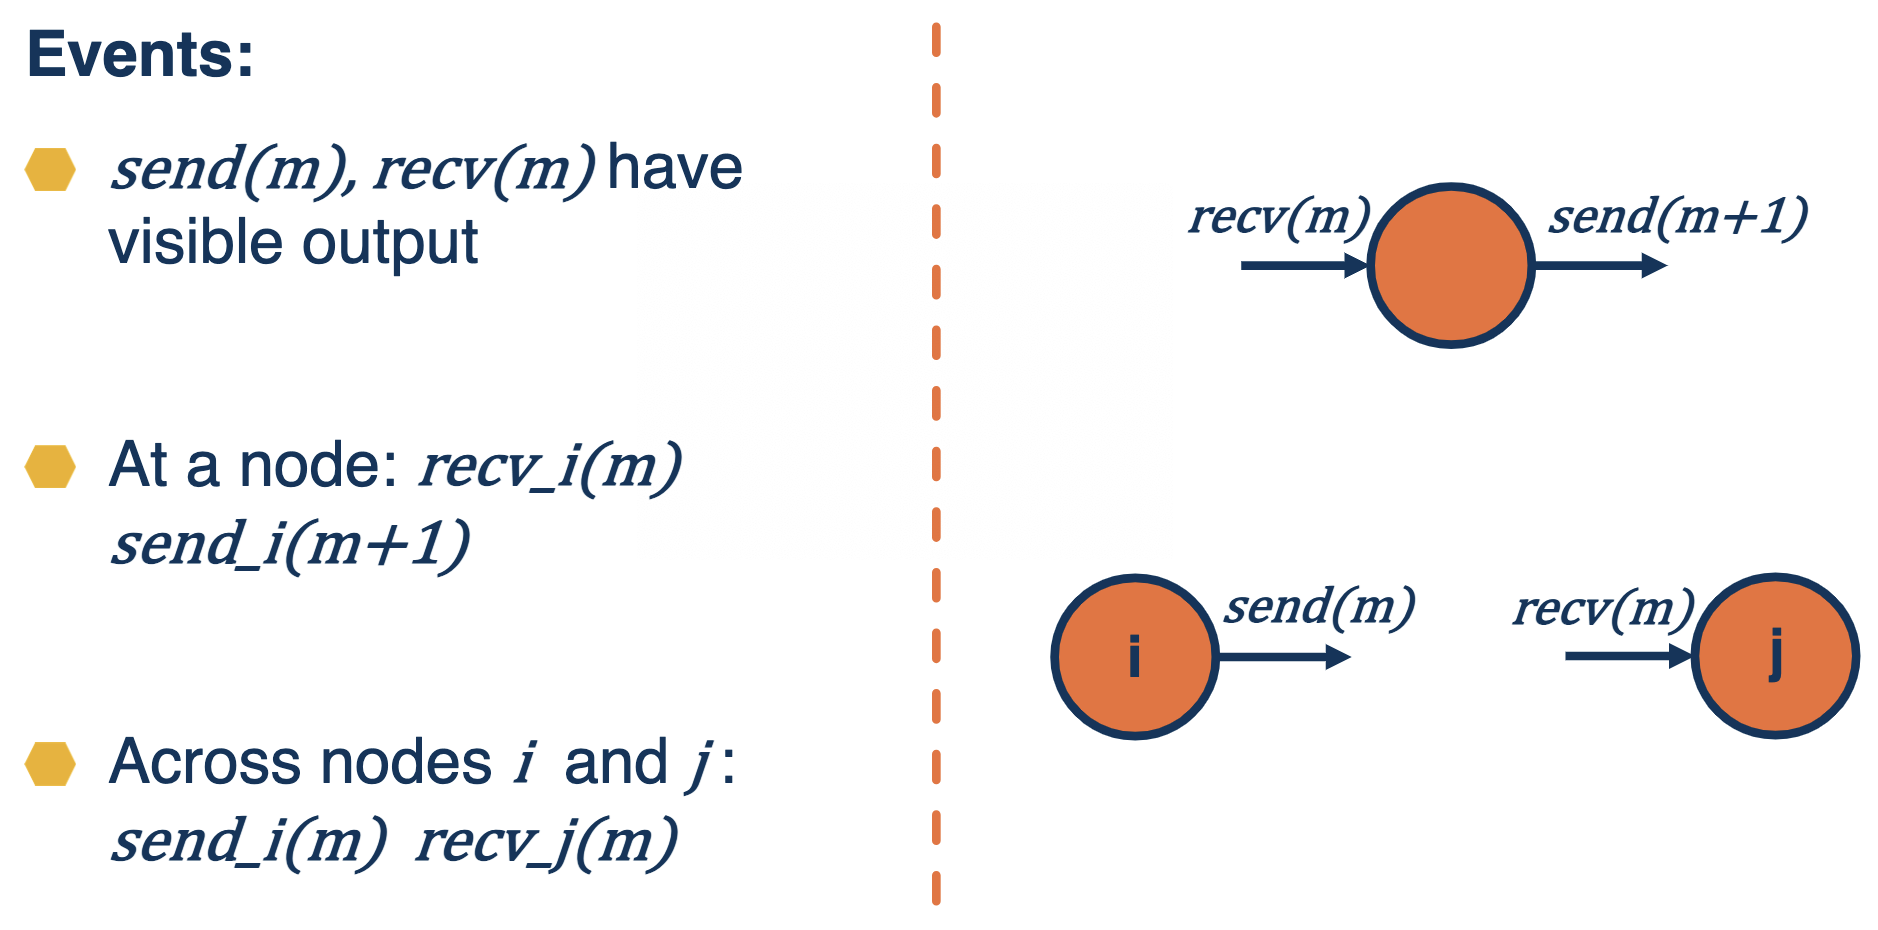 Events:
send(m), recv(m) have
visible output
At a node: recv_i(m)
send_i(m+1)
Across nodes i and j:
send_i(m) recv_j(m)
recv(m)
send(m+1)
i
send(m)
recv(m)
j